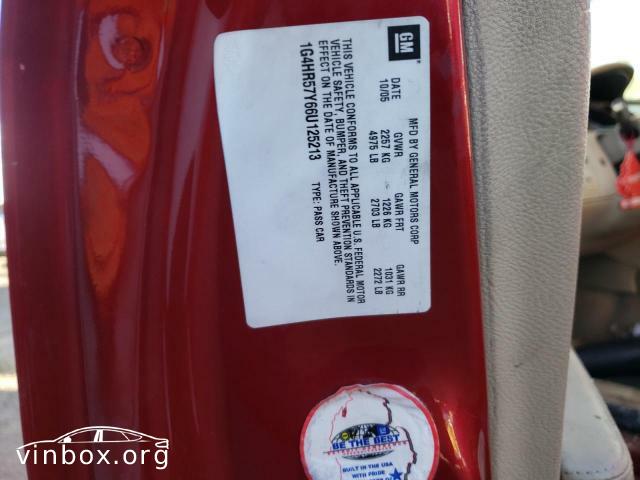 GM
MFD BY GENERAL MOTORS CORP
DATE GVWR GAWR FRT GAWR RR
10/05 2257 KG 1226 KG 1031 KG
4975 LB 2703 LB 2272 LB
THIS VEHICLE CONFORMS TO ALL APPLICABLE U.S. FEDERAL MOTOR
VEHICLE SAFETY, BUMPER, AND THEFT PREVENTION STANDARDS IN
EFFECT ON THE DATE OF MANUFACTURE SHOWN ABOVE.
1G4HR57Y66U125213 TYPE: PASS CAR
BE THE BEST
BUILT IN THE USA
WITH PRIDE
vinbox.org